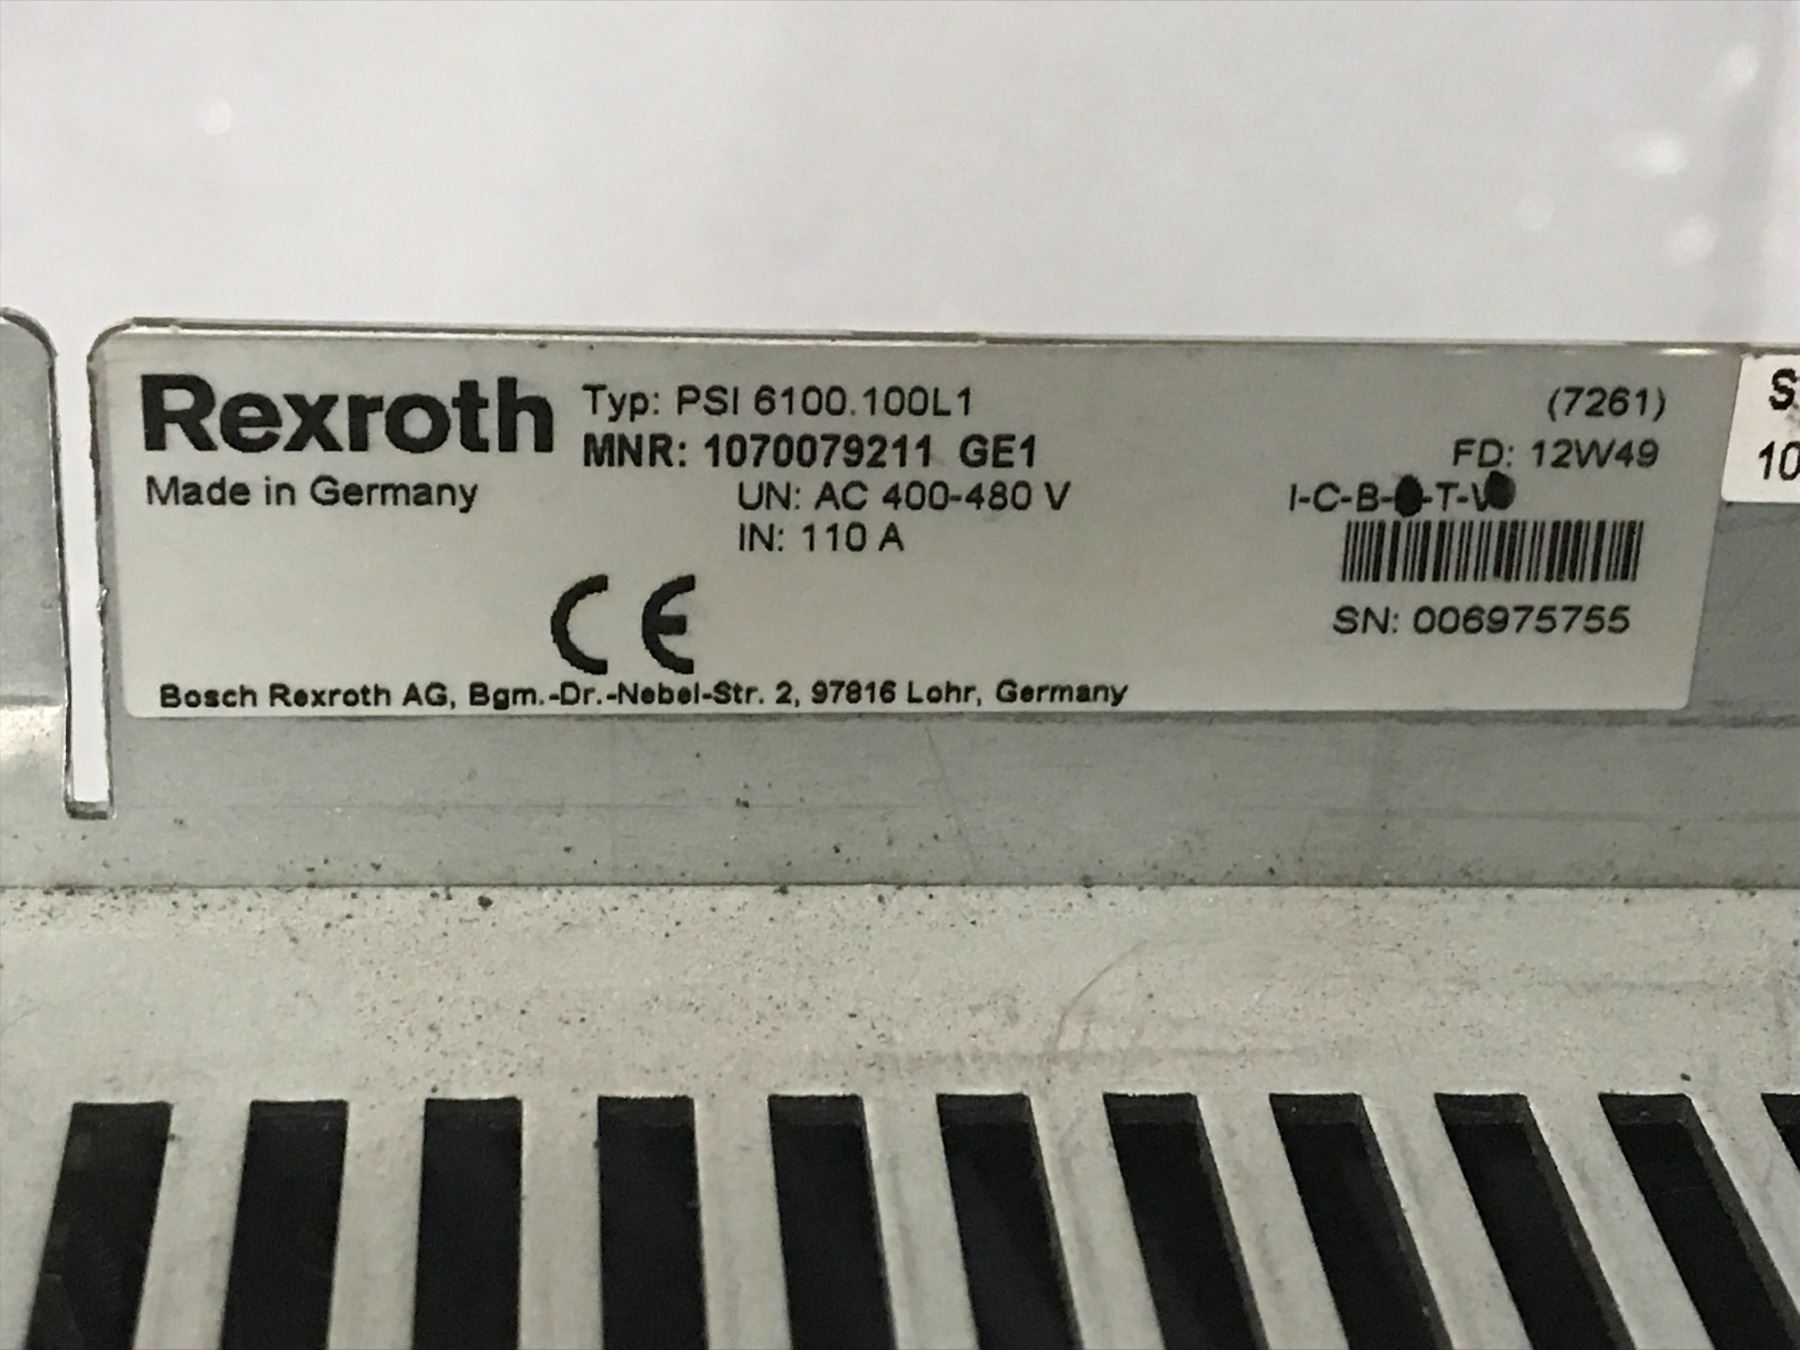 Rexroth
Made in Germany
Typ: PSI 6100.100L1
MNR: 1070079211 GE1
UN: AC 400-480 V
IN: 110 A
(7261)
FD: 12W49
I-C-B- -T-
SN: 006975755
CE
Bosch Rexroth AG, Bgm.-Dr.-Nebel-Str. 2, 97816 Lohr, Germany
S
10